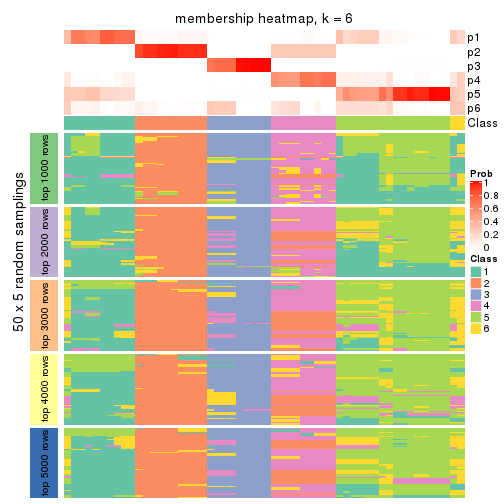 membership heatmap, k = 6
p1
p2
p3
p4
p5
p6
Class
50 x 5 random samplings
top 1000 rows
top 2000 rows
top 3000 rows
top 4000 rows
top 5000 rows
Prob
1
0.8
0.6
0.4
0.2
0
Class
1
2
3
4
5
6